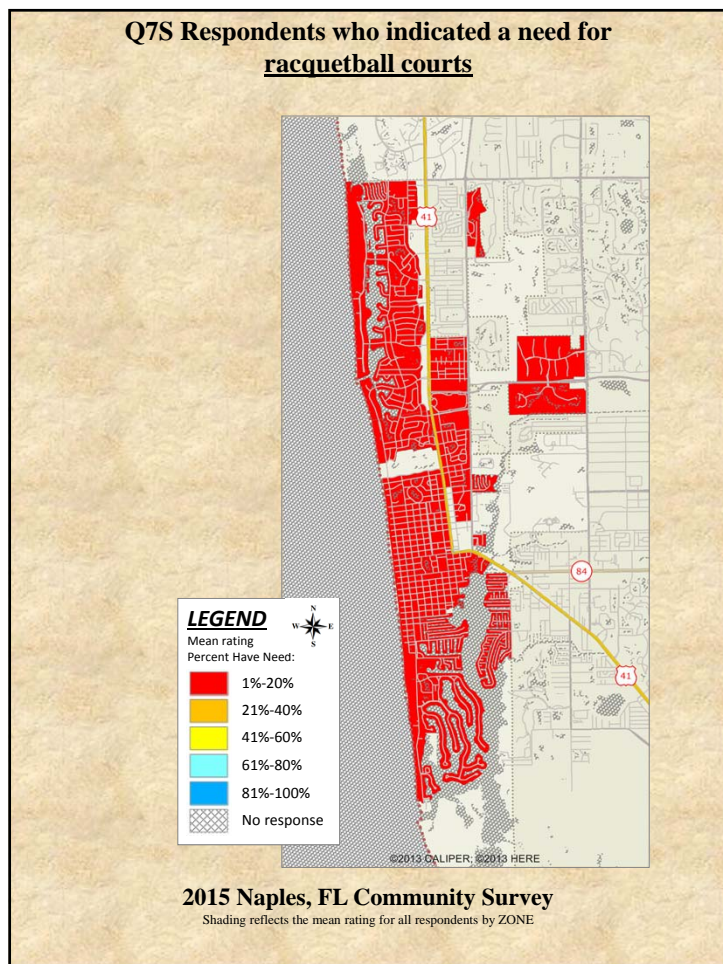 Q7S Respondents who indicated a need for
racquetball courts
41
84
41
LEGEND
Mean rating
Percent Have Need:
N
W E
S
1%-20%
21%-40%
41%-60%
61%-80%
81%-100%
No response
©2013 CALIPER; ©2013 HERE
2015 Naples, FL Community Survey
Shading reflects the mean rating for all respondents by ZONE